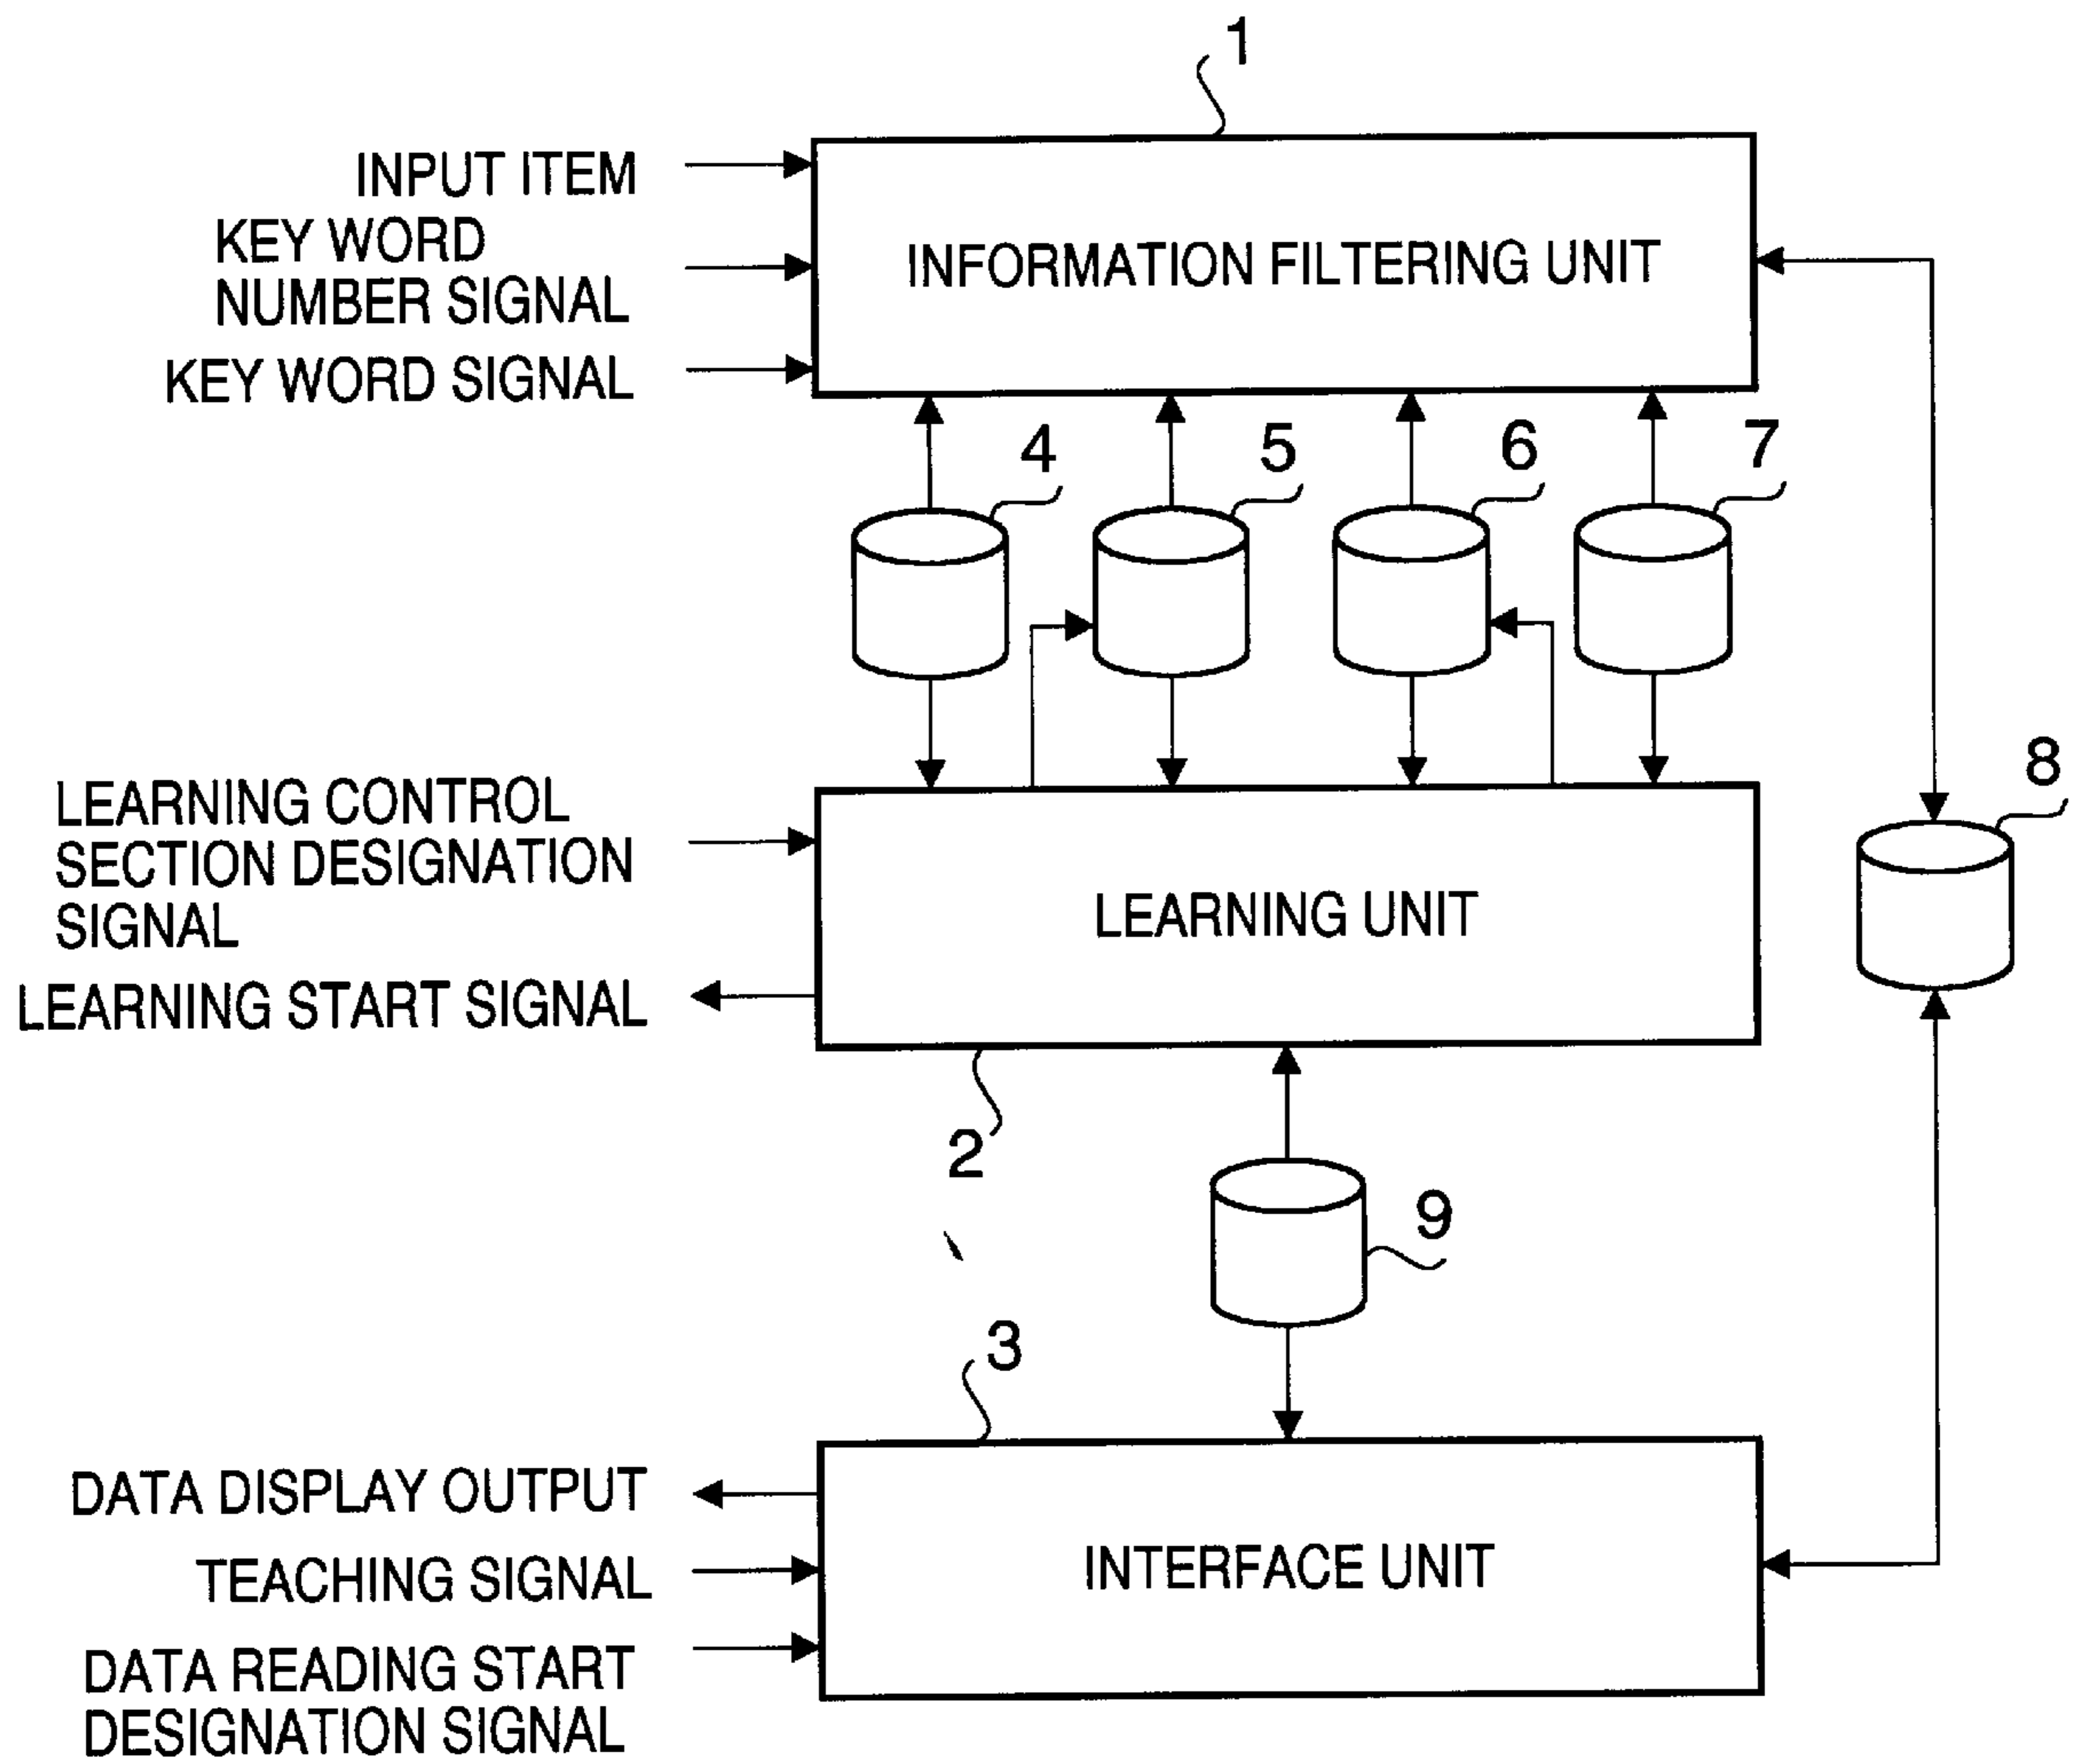 1
INPUT ITEM
KEY WORD
NUMBER SIGNAL
KEY WORD SIGNAL
INFORMATION FILTERING UNIT
4
5
6
7
8
LEARNING CONTROL
SECTION DESIGNATION
SIGNAL
LEARNING START SIGNAL
LEARNING UNIT
2
9
3
DATA DISPLAY OUTPUT
TEACHING SIGNAL
DATA READING START
DESIGNATION SIGNAL
INTERFACE UNIT